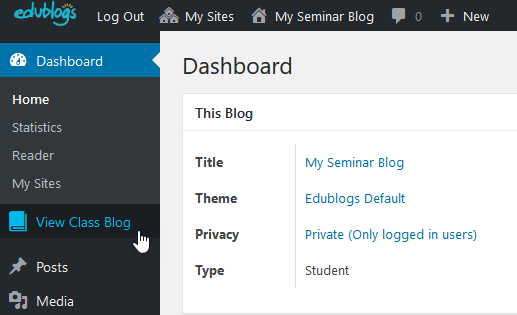 edublogs Log Out My Sites My Seminar Blog 0 New
Dashboard
Home
Statistics
Reader
My Sites
View Class Blog
Posts
Media
Dashboard
This Blog
Title My Seminar Blog
Theme Edublogs Default
Privacy Private (Only logged in users)
Type Student